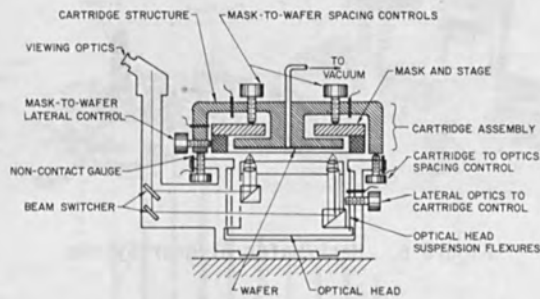 CARTRIDGE STRUCTURE
MASK-TO-WAFER SPACING CONTROLS
VIEWING OPTICS
TO
VACUUM
MASK AND STAGE
MASK-TO-WAFER
LATERAL CONTROL
CARTRIDGE ASSEMBLY
NON-CONTACT GAUGE
CARTRIDGE TO OPTICS
SPACING CONTROL
BEAM SWITCHER
LATERAL OPTICS TO
CARTRIDGE CONTROL
OPTICAL HEAD
SUSPENSION FLEXURES
WAFER
OPTICAL HEAD